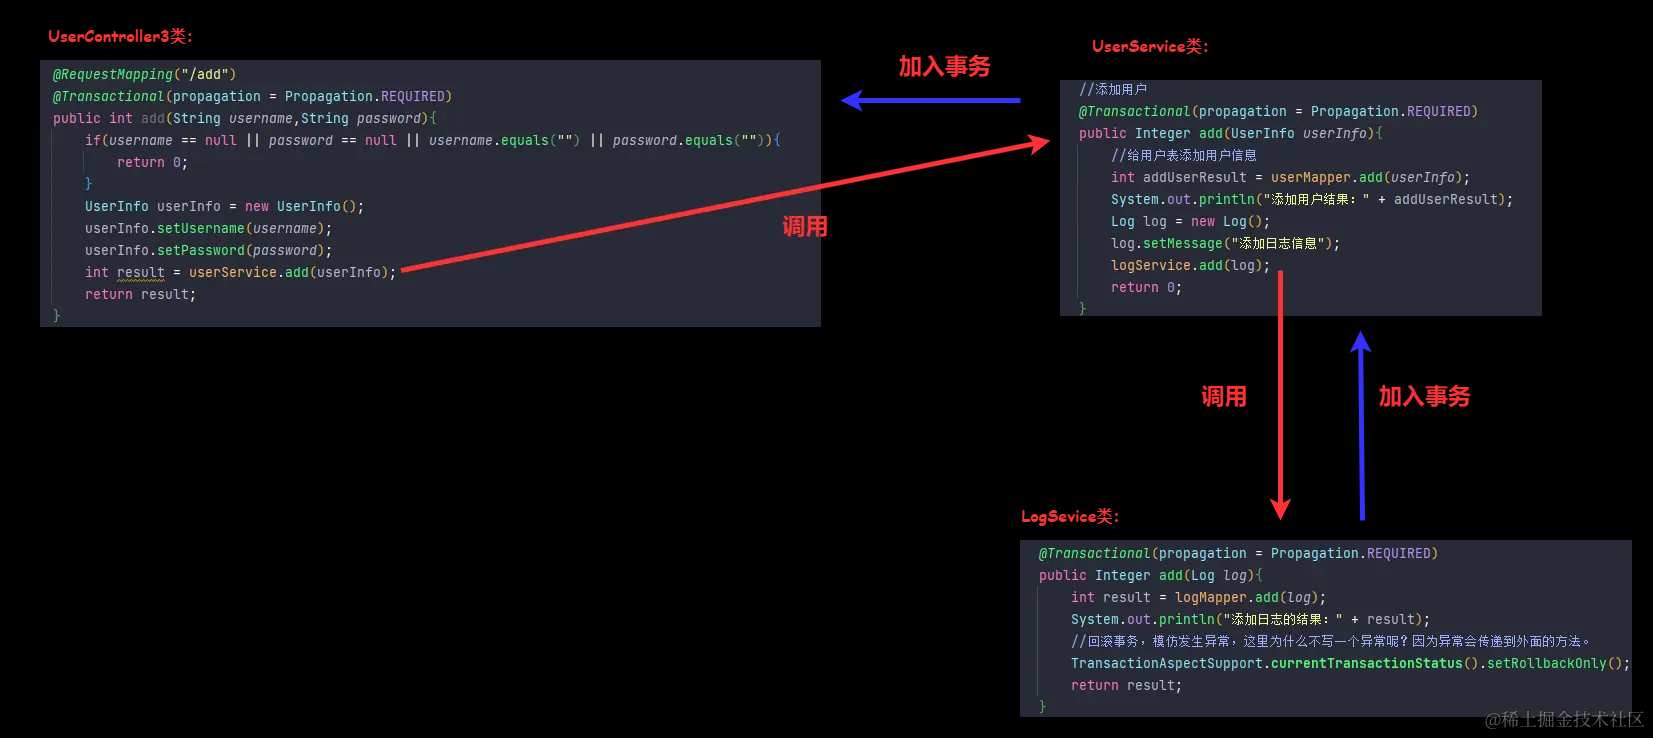 UserController3类：
@RequestMapping("/add")
@Transactional(propagation = Propagation.REQUIRED)
public int add(String username,String password){
if(username == null || password == null || username.equals("") || password.equals("")){
return 0;
}
UserInfo userInfo = new UserInfo();
userInfo.setUsername(username);
userInfo.setPassword(password);
int result = userService.add(userInfo);
return result;
}
加入事务
调用
UserService类：
//添加用户
@Transactional(propagation = Propagation.REQUIRED)
public Integer add(UserInfo userInfo){
//给用户表添加用户信息
int addUserResult = userMapper.add(userInfo);
System.out.println("添加用户结果：" + addUserResult);
Log log = new Log();
log.setMessage("添加日志信息");
logService.add(log);
return 0;
}
调用
加入事务
LogSevice类：
@Transactional(propagation = Propagation.REQUIRED)
public Integer add(Log log){
int result = logMapper.add(log);
System.out.println("添加日志的结果：" + result);
//回滚事务，模仿发生异常，这里为什么不写一个异常呢？因为异常会传递到外面的方法。
TransactionAspectSupport.currentTransactionStatus().setRollbackOnly();
return result;
}
@稀土掘金技术社区